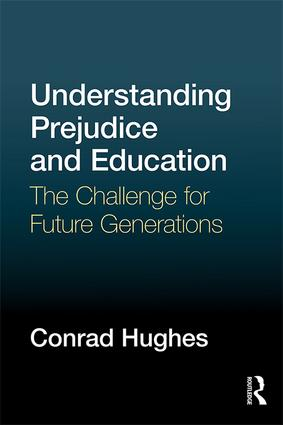 Understanding
Prejudice
and Education
The Challenge for
Future Generations
Conrad Hughes
ROUTLEDGE